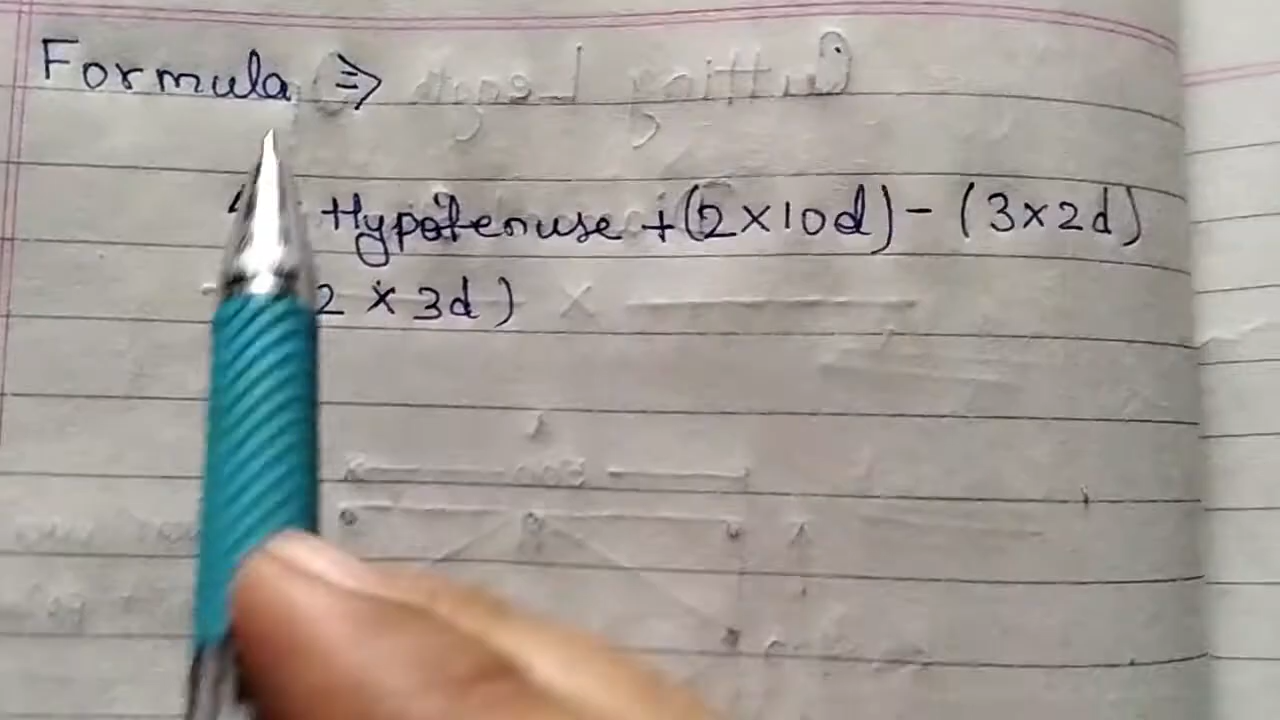 Formula ⇒
Hypotenuse + (2 × 10d) - (3 × 2d)
2 × 3d) ×